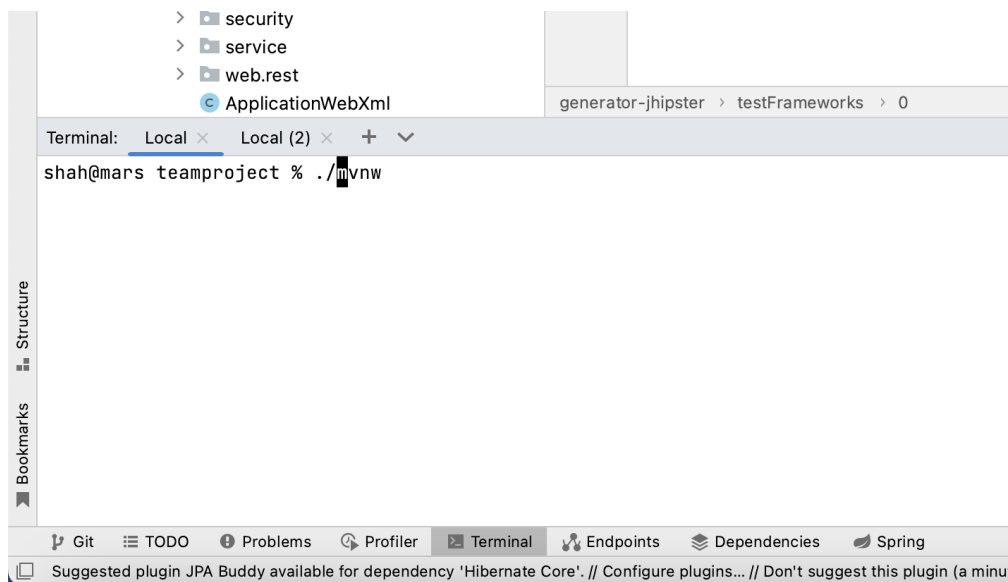 security
service
web.rest
C ApplicationWebXml
generator-jhipster › testFrameworks › 0
Terminal: Local × Local (2) × +
shah@mars teamproject % ./mvnw
Structure
Bookmarks
Git TODO Problems Profiler Terminal Endpoints Dependencies Spring
Suggested plugin JPA Buddy available for dependency 'Hibernate Core'. // Configure plugins... // Don't suggest this plugin (a minu